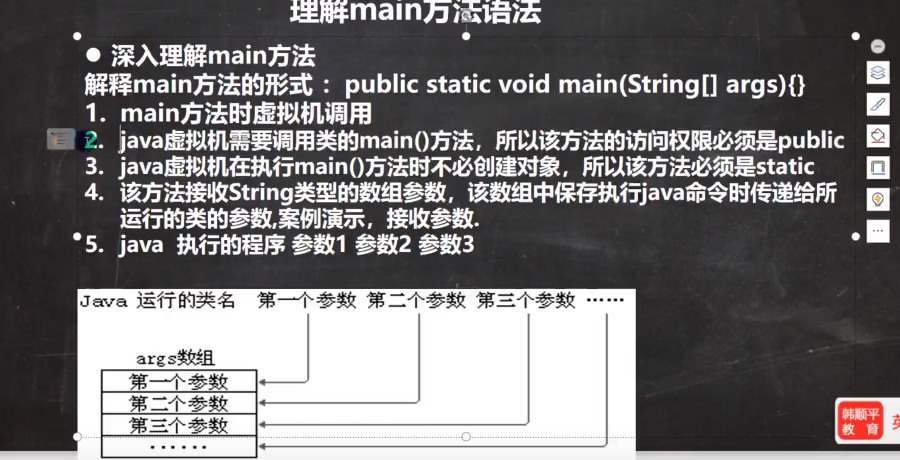 理解main方法语法
● 深入理解main方法
解释main方法的形式 ：public static void main(String[] args){}
1. main方法时虚拟机调用
2. java虚拟机需要调用类的main()方法，所以该方法的访问权限必须是public
3. java虚拟机在执行main()方法时不必创建对象，所以该方法必须是static
4. 该方法接收String类型的数组参数，该数组中保存执行java命令时传递给所
运行的类的参数,案例演示，接收参数.
5. java 执行的程序 参数1 参数2 参数3
Java 运行的类名 第一个参数 第二个参数 第三个参数 ……
args数组
第一个参数
第二个参数
第三个参数
……
韩顺平
教 育
英